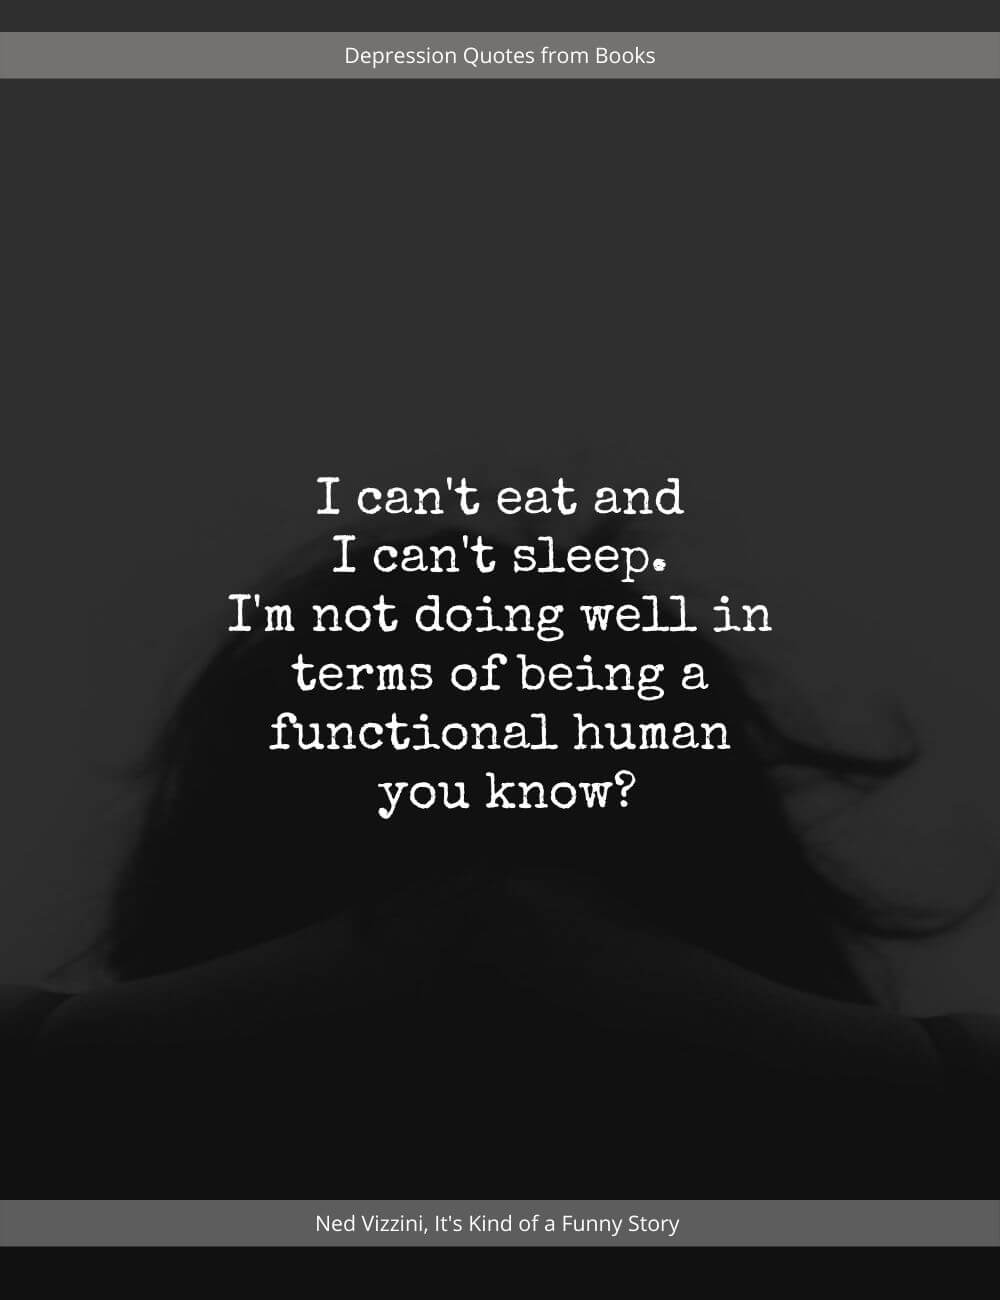 Depression Quotes from Books
I can't eat and
I can't sleep.
I'm not doing well in
terms of being a
functional human
you know?
Ned Vizzini, It's Kind of a Funny Story